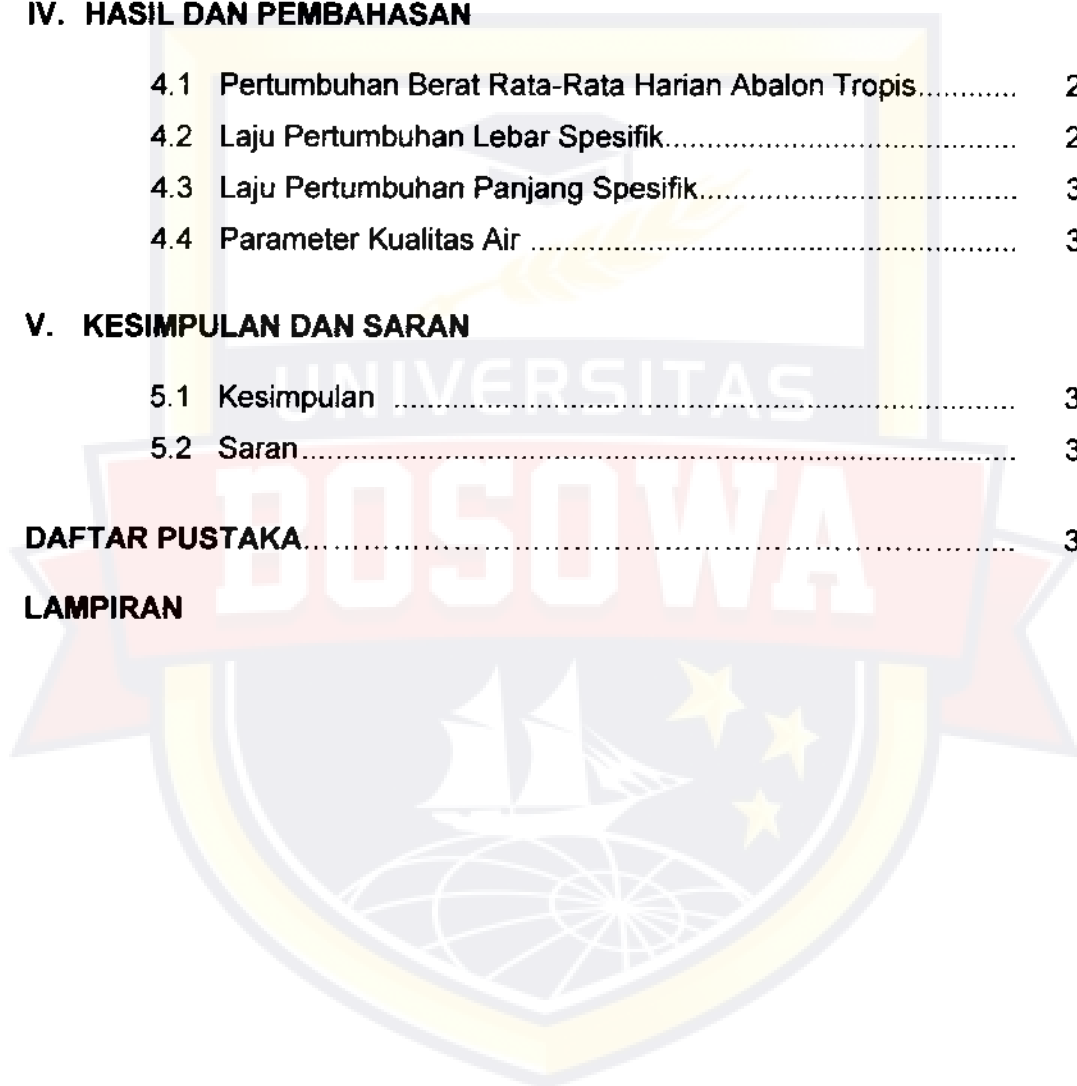 IV. HASIL DAN PEMBAHASAN
4.1 Pertumbuhan Berat Rata-Rata Harian Abalon Tropis............ 2
4.2 Laju Pertumbuhan Lebar Spesifik..................................... 2
4.3 Laju Pertumbuhan Panjang Spesifik.................................. 3
4.4 Parameter Kualitas Air ................................................... 3
V. KESIMPULAN DAN SARAN
5.1 Kesimpulan ................................................................. 3
5.2 Saran........................................................................... 3
UNIVERSITAS
BOSOWA
DAFTAR PUSTAKA.............................................................. 3
LAMPIRAN